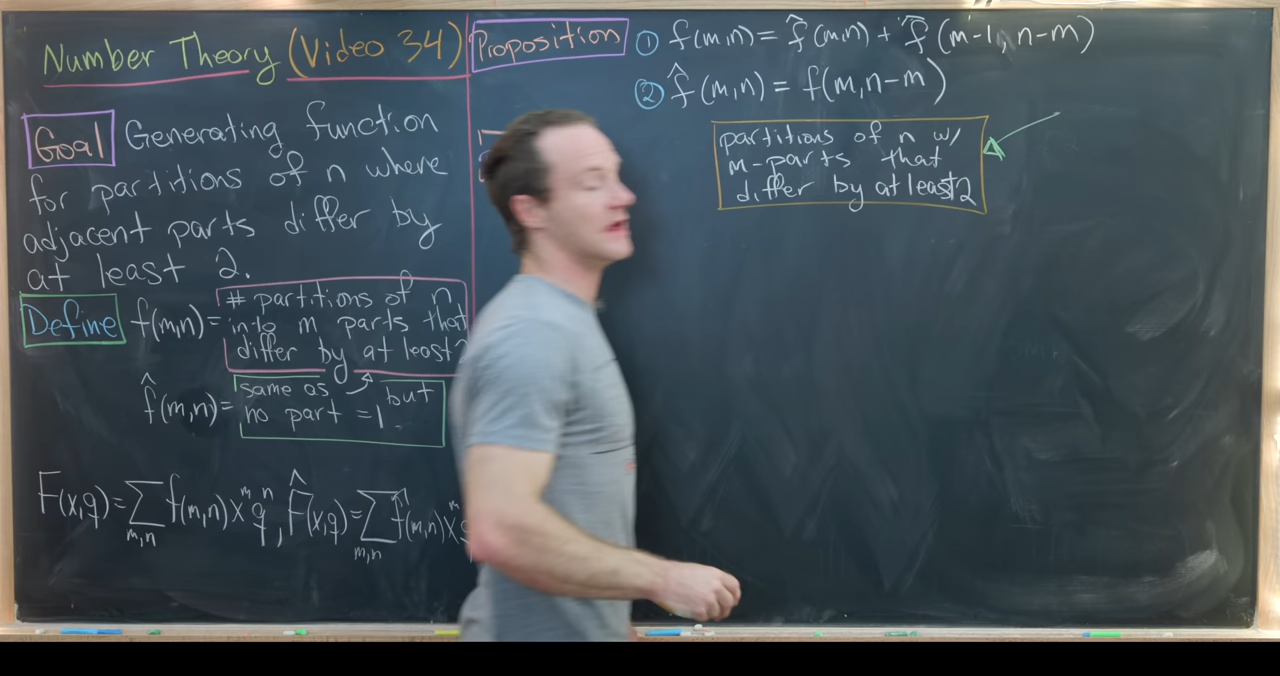 Number Theory (Video 34)
Goal Generating function
for partitions of n where
adjacent parts differ by
at least 2.
Define f(m,n)= # partitions of n
into m parts that
differ by at least
f̂(m,n)= same as but
no part =1.
F(x,q)=∑_{m,n} f(m,n)x^m q^n, F̂(x,q)=∑_{m,n} f̂(m,n)x^m
Proposition
① f(m,n)= f̂(m,n) + f̂(m-1, n-m)
② f̂(m,n) = f(m,n-m)
partitions of n w/
m-parts that
differ by at least 2